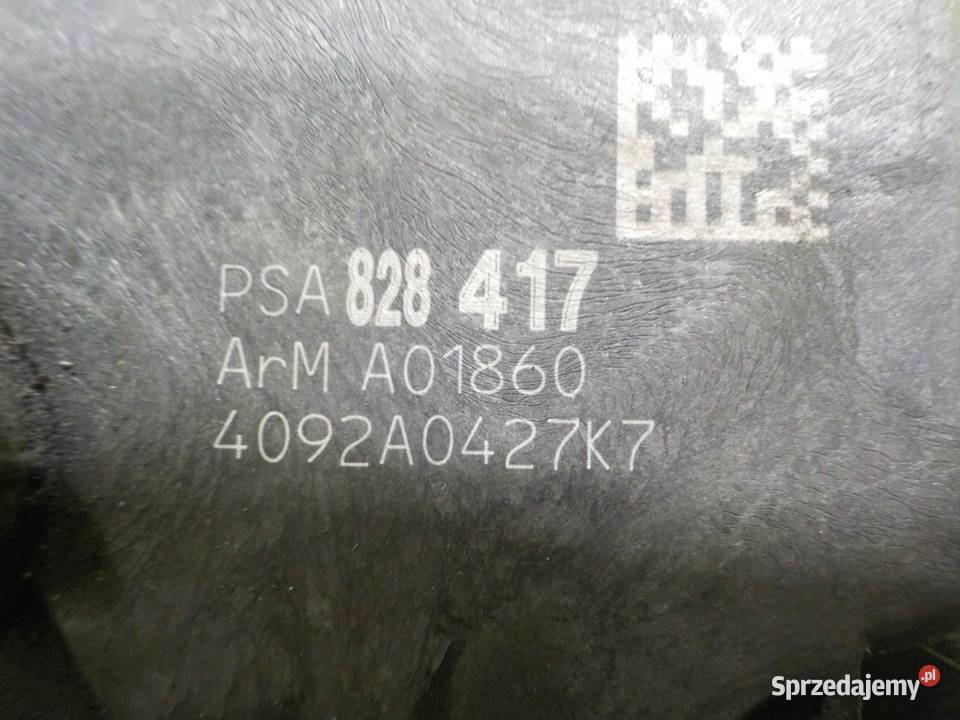 PSA 828 417
ArM A01860
4092A0427K7
Sprzedajemy.pl